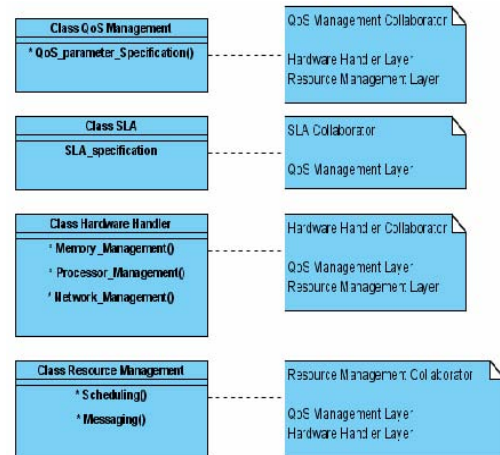 Class QoS Management
* QoS_parameter_Specification()
QoS Management Collaborator
Hardware Handler Layer
Resource Management Layer
Class SLA
SLA_specification
SLA Collaborator
QoS Management Layer
Class Hardware Handler
* Memory_Management()
* Processor_Management()
* Network_Management()
Hardware Handler Collaborator
QoS Management Layer
Resource Management Layer
Class Resource Management
* Scheduling()
* Messaging()
Resource Management Collaborator
QoS Management Layer
Hardware Handler Layer